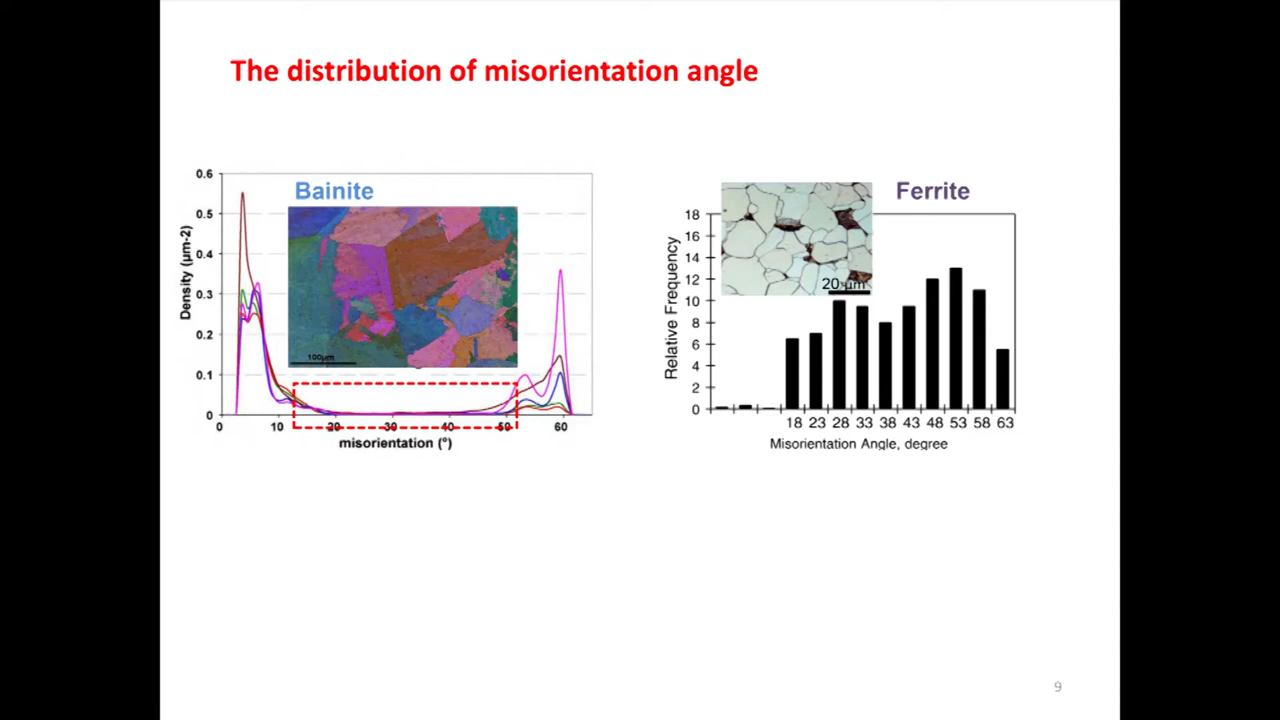 The distribution of misorientation angle
Bainite
0.6
0.5
0.4
0.3
0.2
0.1
0
Density (µm-2)
100µm
0 10 20 30 40 50 60
misorientation (°)
Ferrite
18
16
14
12
10
8
6
4
2
0
Relative Frequency
20 µm
18 23 28 33 38 43 48 53 58 63
Misorientation Angle, degree
9